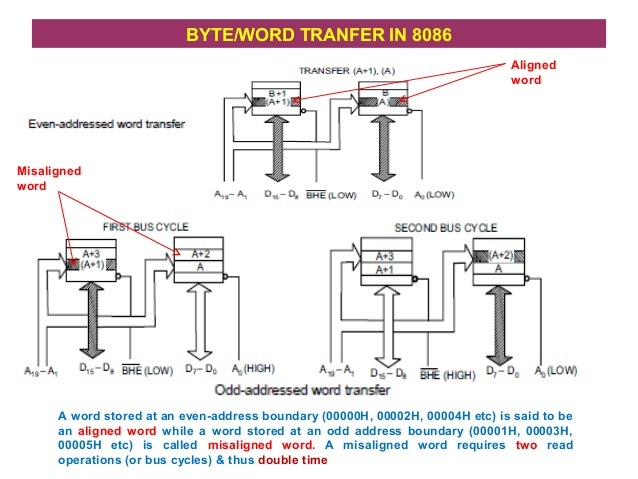 BYTE/WORD TRANFER IN 8086
TRANSFER (A+1), (A)
Aligned
word
B+1
(A+1)
B
(A)
Even-addressed word transfer
Misaligned
word
A19–A1 D15–D8 BHE (LOW) D7–D0 A0 (LOW)
FIRST BUS CYCLE
SECOND BUS CYCLE
A+3
(A+1)
A+2
A
A+3
A+1
(A+2)
A
A19–A1 D15–D8 BHE (LOW) D7–D0 A0 (HIGH)
A19–A1 D15–D8 BHE (HIGH) D7–D0 A0 (LOW)
Odd-addressed word transfer
A word stored at an even-address boundary (00000H, 00002H, 00004H etc) is said to be
an aligned word while a word stored at an odd address boundary (00001H, 00003H,
00005H etc) is called misaligned word. A misaligned word requires two read
operations (or bus cycles) & thus double time